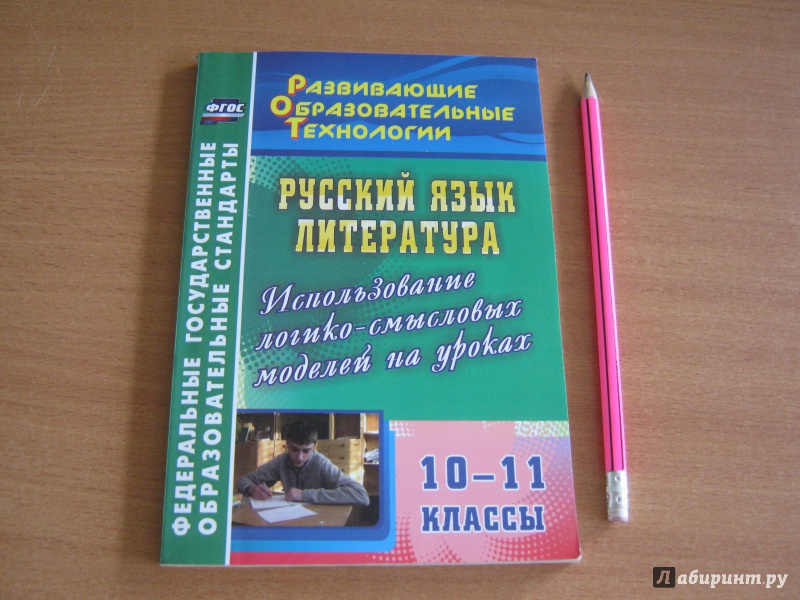 ФЕДЕРАЛЬНЫЕ ГОСУДАРСТВЕННЫЕ
ОБРАЗОВАТЕЛЬНЫЕ СТАНДАРТЫ
ФГОС
РАЗВИВАЮЩИЕ
ОБРАЗОВАТЕЛЬНЫЕ
ТЕХНОЛОГИИ
РУССКИЙ ЯЗЫК
ЛИТЕРАТУРА
Использование
логико-смысловых
моделей на уроках
10–11
КЛАССЫ
Лабиринт.ру